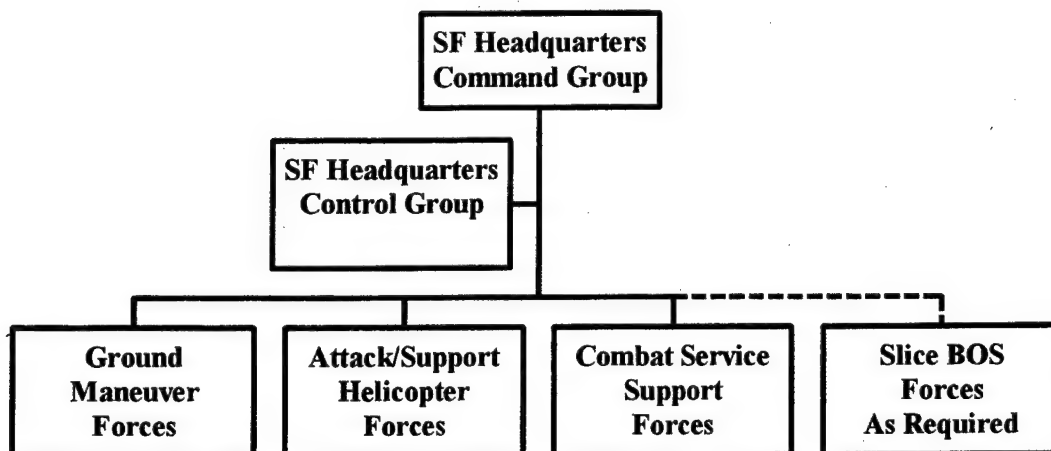 SF Headquarters
Command Group
SF Headquarters
Control Group
Ground
Maneuver
Forces
Attack/Support
Helicopter
Forces
Combat Service
Support
Forces
Slice BOS
Forces
As Required